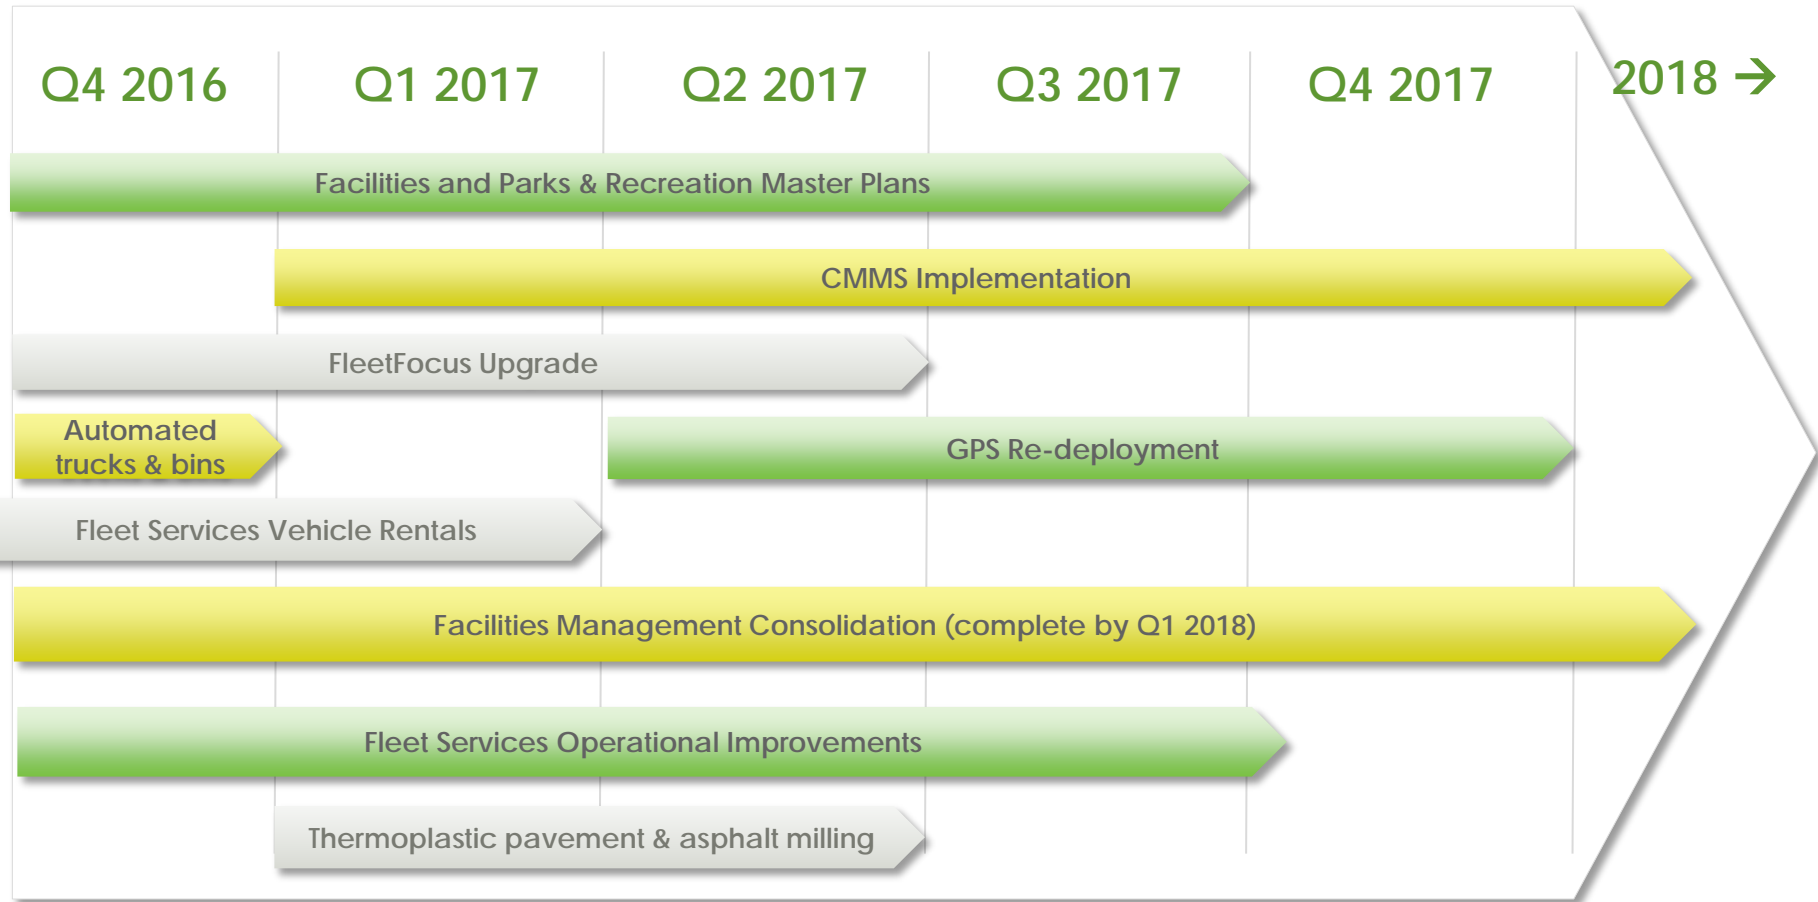 Q4 2016 Q1 2017 Q2 2017 Q3 2017 Q4 2017 2018 →
Facilities and Parks & Recreation Master Plans
CMMS Implementation
FleetFocus Upgrade
Automated
trucks & bins
GPS Re-deployment
Fleet Services Vehicle Rentals
Facilities Management Consolidation (complete by Q1 2018)
Fleet Services Operational Improvements
Thermoplastic pavement & asphalt milling